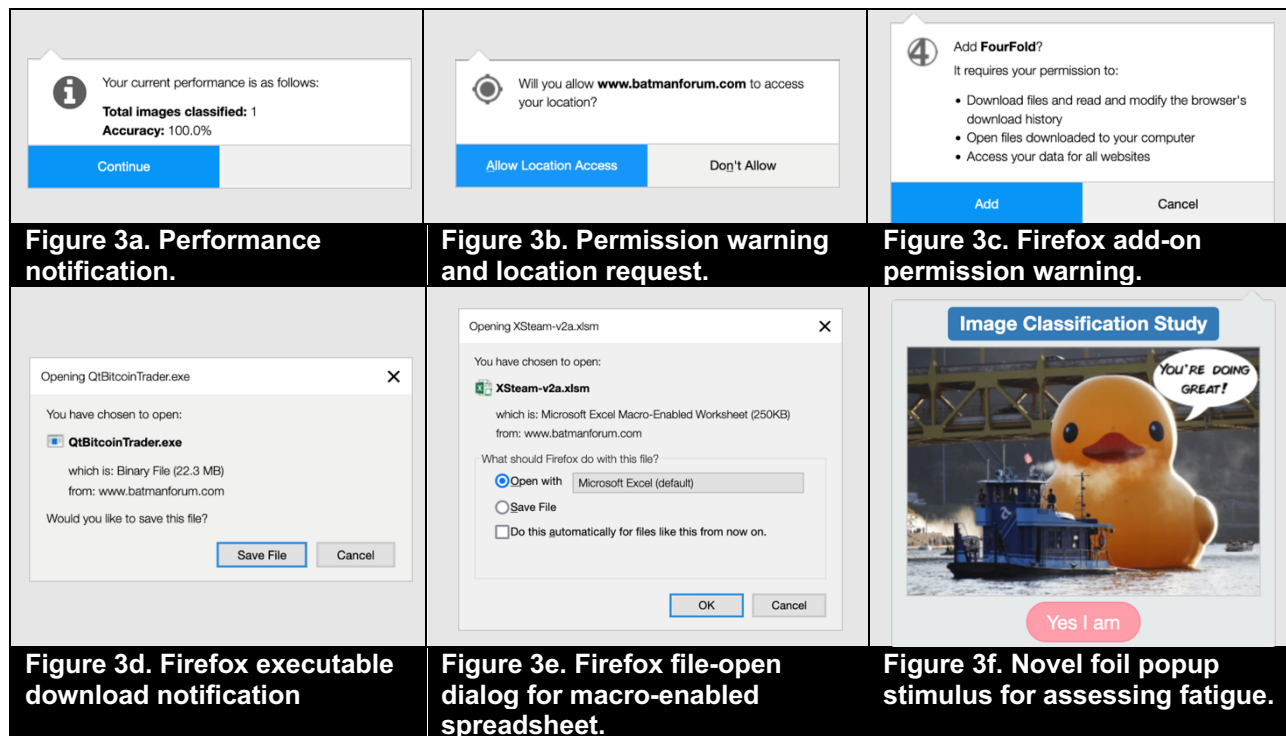 Your current performance is as follows:
Total images classified: 1
Accuracy: 100.0%
Continue
Figure 3a. Performance
notification.
Will you allow www.batmanforum.com to access
your location?
Allow Location Access
Don't Allow
Figure 3b. Permission warning
and location request.
4
Add FourFold?
It requires your permission to:
• Download files and read and modify the browser's
download history
• Open files downloaded to your computer
• Access your data for all websites
Add
Cancel
Figure 3c. Firefox add-on
permission warning.
Opening QtBitcoinTrader.exe
You have chosen to open:
QtBitcoinTrader.exe
which is: Binary File (22.3 MB)
from: www.batmanforum.com
Would you like to save this file?
Save File
Cancel
Figure 3d. Firefox executable
download notification
Opening XSteam-v2a.xlsm
You have chosen to open:
XSteam-v2a.xlsm
which is: Microsoft Excel Macro-Enabled Worksheet (250KB)
from: www.batmanforum.com
What should Firefox do with this file?
Open with
Microsoft Excel (default)
Save File
Do this automatically for files like this from now on.
OK
Cancel
Figure 3e. Firefox file-open
dialog for macro-enabled
spreadsheet.
Image Classification Study
YOU'RE DOING
GREAT!
Yes I am
Figure 3f. Novel foil popup
stimulus for assessing fatigue.